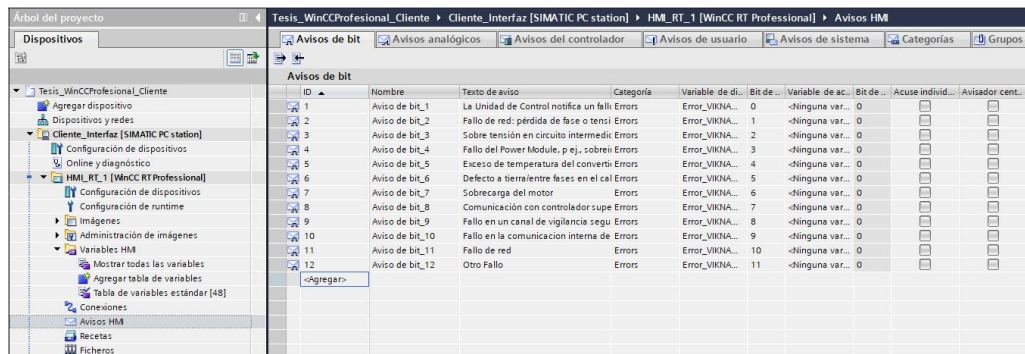 Árbol del proyecto
Tesis_WinCCProfesional_Cliente ▸ Cliente_Interfaz [SIMATIC PC station] ▸ HMI_RT_1 [WinCC RT Professional] ▸ Avisos HMI
Dispositivos
Avisos de bit Avisos analógicos Avisos del controlador Avisos de usuario Avisos de sistema Categorías Grupos
Avisos de bit
ID Nombre Texto de aviso Categoría Variable de di... Bit de ... Variable de ac... Bit de ... Acuse individ... Avisador cent...
1 Aviso de bit_1 La Unidad de Control notifica un fallo Errors Error_VIKNA... 0 <Ninguna var... 0
2 Aviso de bit_2 Fallo de red: pérdida de fase o tensi Errors Error_VIKNA... 1 <Ninguna var... 0
3 Aviso de bit_3 Sobre tensión en circuito intermedic Errors Error_VIKNA... 2 <Ninguna var... 0
4 Aviso de bit_4 Fallo del Power Module, p ej., sobrei Errors Error_VIKNA... 3 <Ninguna var... 0
5 Aviso de bit_5 Exceso de temperatura del converti Errors Error_VIKNA... 4 <Ninguna var... 0
6 Aviso de bit_6 Defecto a tierra/entre fases en el cal Errors Error_VIKNA... 5 <Ninguna var... 0
7 Aviso de bit_7 Sobrecarga del motor Errors Error_VIKNA... 6 <Ninguna var... 0
8 Aviso de bit_8 Comunicación con controlador supe Errors Error_VIKNA... 7 <Ninguna var... 0
9 Aviso de bit_9 Fallo en un canal de vigilancia segu Errors Error_VIKNA... 8 <Ninguna var... 0
10 Aviso de bit_10 Fallo en la comunicacion interna de Errors Error_VIKNA... 9 <Ninguna var... 0
11 Aviso de bit_11 Fallo de red Errors Error_VIKNA... 10 <Ninguna var... 0
12 Aviso de bit_12 Otro Fallo Errors Error_VIKNA... 11 <Ninguna var... 0
<Agregar>
Tesis_WinCCProfesional_Cliente
Agregar dispositivo
Dispositivos y redes
Cliente_Interfaz [SIMATIC PC station]
Configuración de dispositivos
Online y diagnóstico
HMI_RT_1 [WinCC RT Professional]
Configuración de dispositivos
Configuración de runtime
Imágenes
Administración de imágenes
Variables HMI
Mostrar todas las variables
Agregar tabla de variables
Tabla de variables estándar [48]
Conexiones
Avisos HMI
Recetas
Ficheros